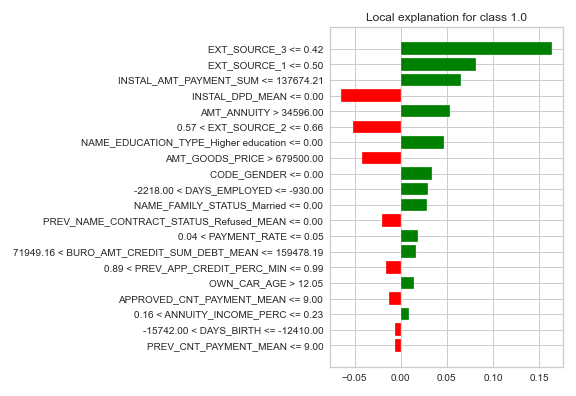 Local explanation for class 1.0
EXT_SOURCE_3 <= 0.42
EXT_SOURCE_1 <= 0.50
INSTAL_AMT_PAYMENT_SUM <= 137674.21
INSTAL_DPD_MEAN <= 0.00
AMT_ANNUITY > 34596.00
0.57 < EXT_SOURCE_2 <= 0.66
NAME_EDUCATION_TYPE_Higher education <= 0.00
AMT_GOODS_PRICE > 679500.00
CODE_GENDER <= 0.00
-2218.00 < DAYS_EMPLOYED <= -930.00
NAME_FAMILY_STATUS_Married <= 0.00
PREV_NAME_CONTRACT_STATUS_Refused_MEAN <= 0.00
0.04 < PAYMENT_RATE <= 0.05
71949.16 < BURO_AMT_CREDIT_SUM_DEBT_MEAN <= 159478.19
0.89 < PREV_APP_CREDIT_PERC_MIN <= 0.99
OWN_CAR_AGE > 12.05
APPROVED_CNT_PAYMENT_MEAN <= 9.00
0.16 < ANNUITY_INCOME_PERC <= 0.23
-15742.00 < DAYS_BIRTH <= -12410.00
PREV_CNT_PAYMENT_MEAN <= 9.00
−0.05 0.00 0.05 0.10 0.15